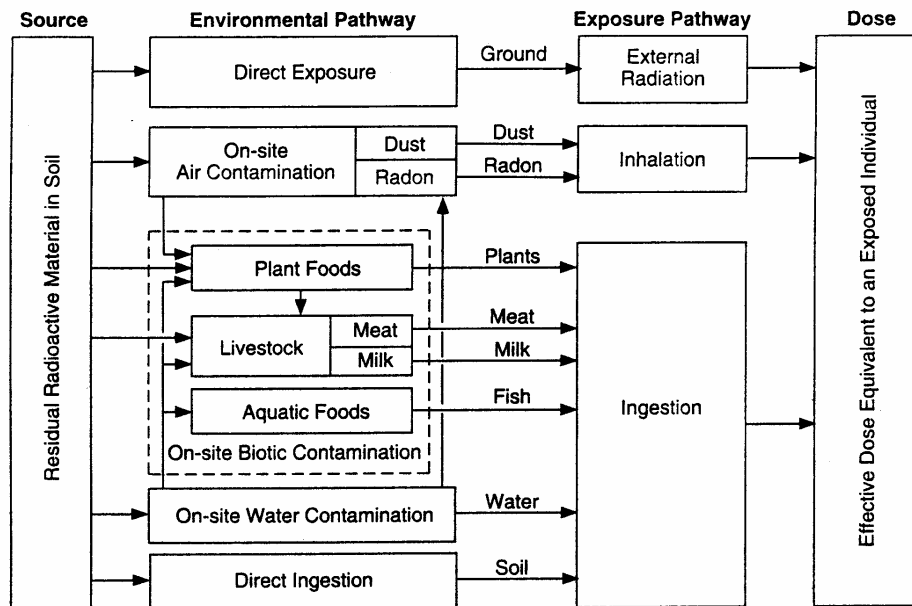 Source
Environmental Pathway
Exposure Pathway
Dose
Residual Radioactive Material in Soil
Direct Exposure
Ground
External
Radiation
On-site
Air Contamination
Dust
Radon
Dust
Radon
Inhalation
Plant Foods
Plants
Livestock
Meat
Milk
Meat
Milk
Aquatic Foods
Fish
On-site Biotic Contamination
Ingestion
On-site Water Contamination
Water
Direct Ingestion
Soil
Effective Dose Equivalent to an Exposed Individual